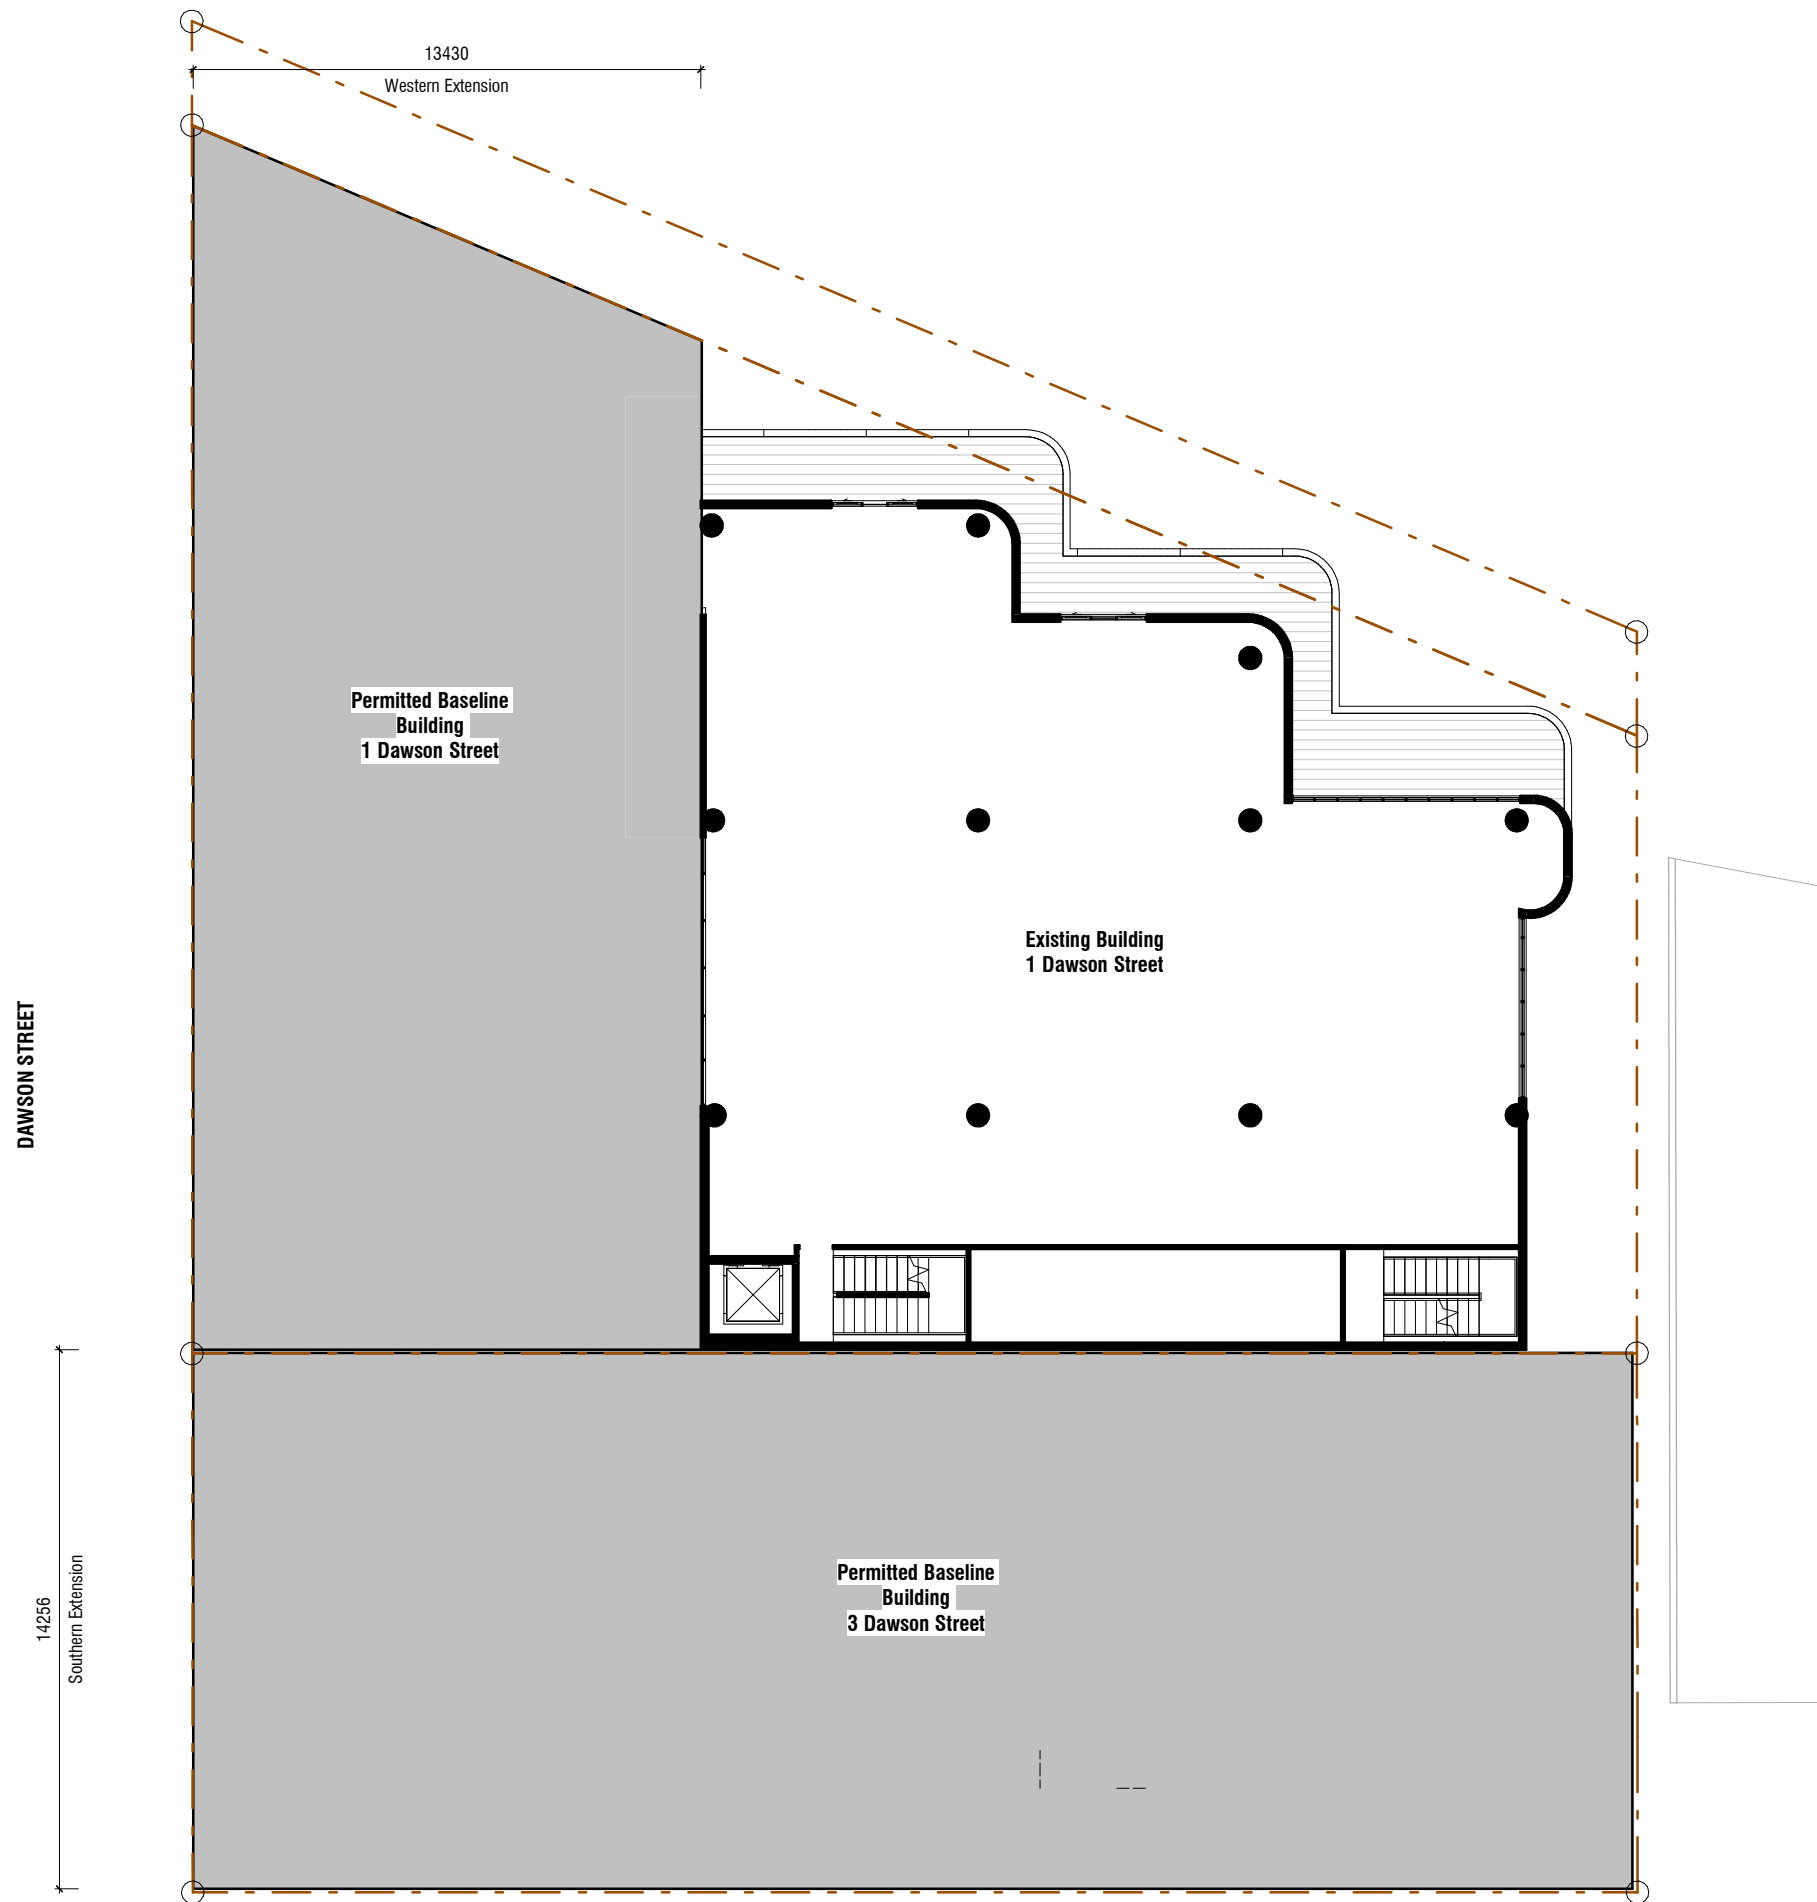 13430
Western Extension
Permitted Baseline
Building
1 Dawson Street
Existing Building
1 Dawson Street
DAWSON STREET
Permitted Baseline
Building
3 Dawson Street
14256
Southern Extension